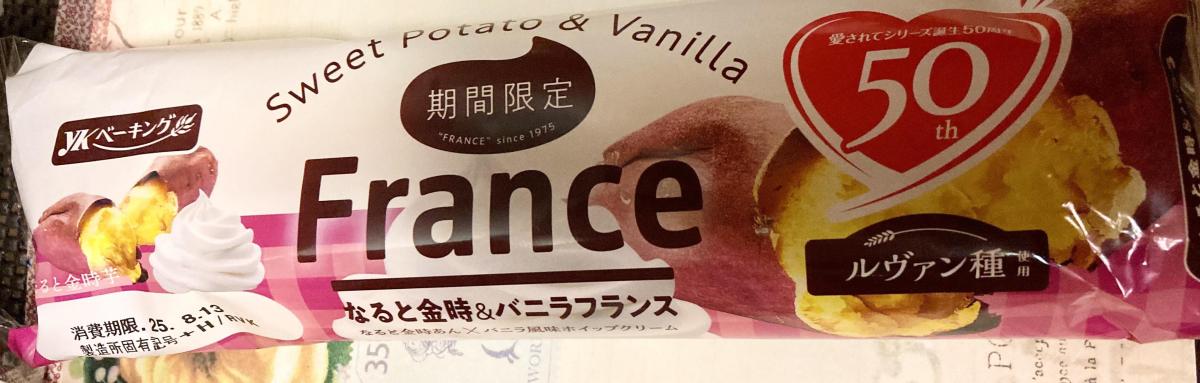 Sweet Potato & Vanilla
期間限定
"FRANCE" since 1975
YKベーキング
愛されてシリーズ誕生50
50
th
France
なると金時&バニラフランス
なると金時あん×バニラ風味ホイップクリーム
ルヴァン種
使用
ると金時芋
消費期限.25. 8.13
製造所固有記号+H/RYK
35
WOR